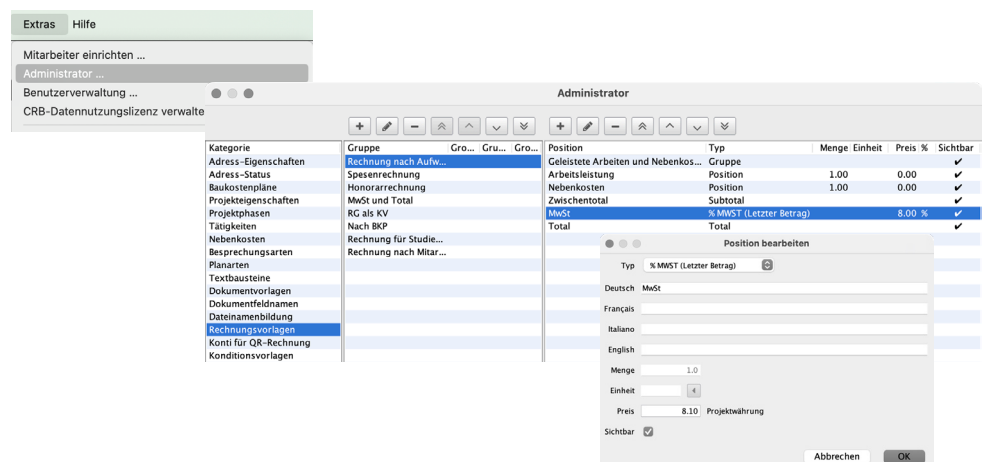 Extras Hilfe
Mitarbeiter einrichten ...
Administrator ...
Benutzerverwaltung ...
CRB-Datennutzungslizenz verwalte
Administrator
Kategorie
Adress-Eigenschaften
Adress-Status
Baukostenpläne
Projekteigenschaften
Projektphasen
Tätigkeiten
Nebenkosten
Besprechungsarten
Planarten
Textbausteine
Dokumentvorlagen
Dokumentfeldnamen
Dateinamenbildung
Rechnungsvorlagen
Konti für QR-Rechnung
Konditionsvorlagen
Gruppe Gro... Gru... Gro...
Rechnung nach Aufw...
Spesenrechnung
Honorarrechnung
MwSt und Total
RG als KV
Nach BKP
Rechnung für Studie...
Rechnung nach Mitar...
Position Typ Menge Einheit Preis % Sichtbar
Geleistete Arbeiten und Nebenkos... Gruppe ✔
Arbeitsleistung Position 1.00 0.00 ✔
Nebenkosten Position 1.00 0.00 ✔
Zwischentotal Subtotal ✔
MwSt % MWST (Letzter Betrag) 8.00 % ✔
Total Total ✔
Position bearbeiten
Typ % MWST (Letzter Betrag)
Deutsch MwSt
Français
Italiano
English
Menge 1.0
Einheit
Preis 8.10 Projektwährung
Sichtbar
Abbrechen OK